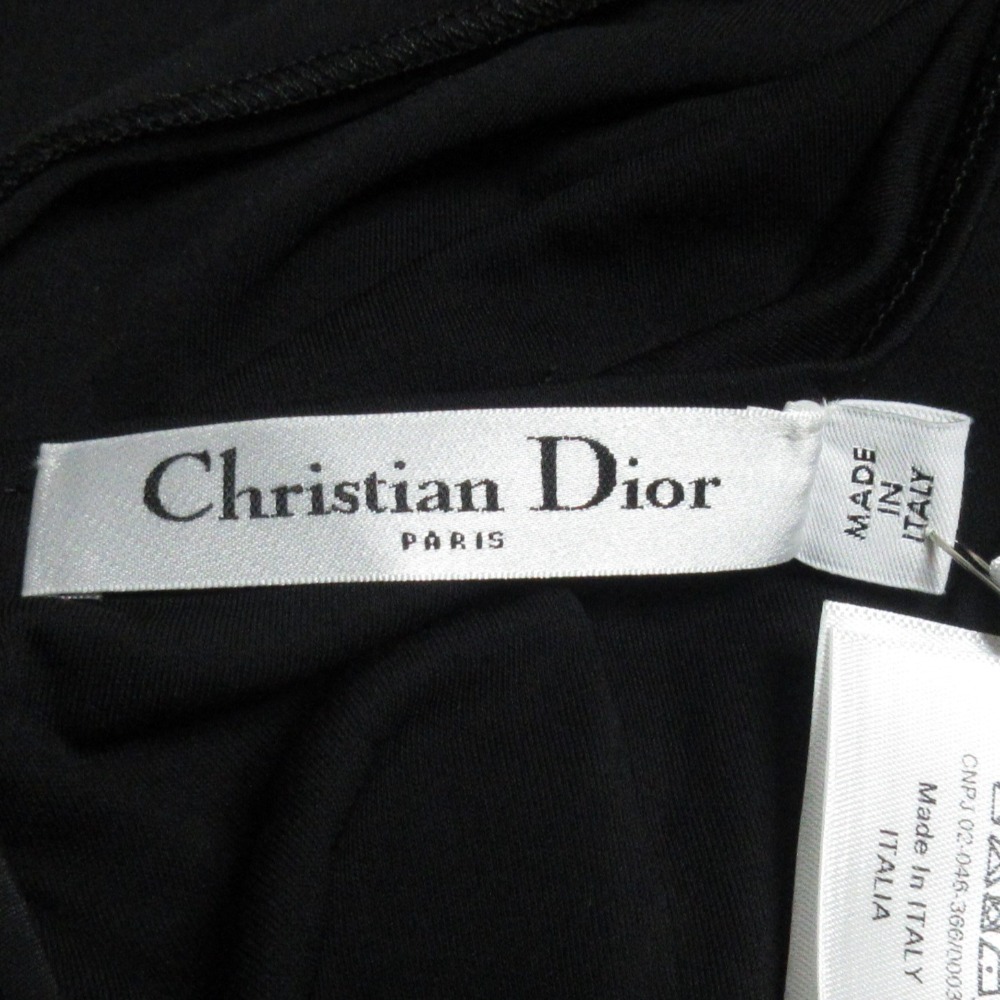 Christian Dior
PARIS
MADE
IN
ITALY
CNPJ 02.046.366/0003
Made In ITALY
ITALIA